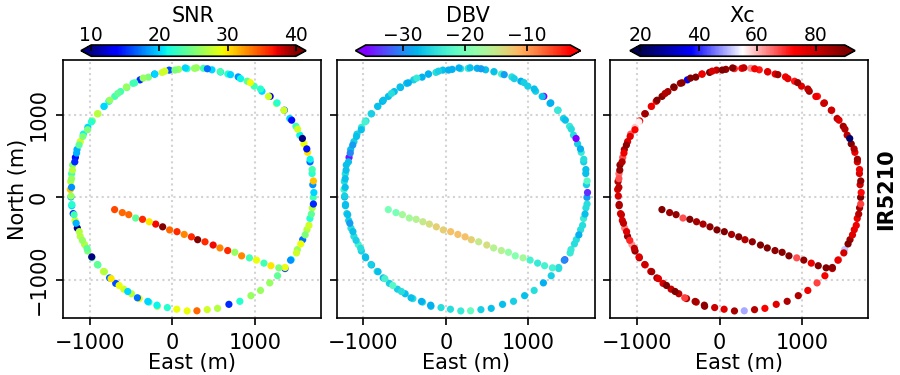 SNR DBV Xc
10 20 30 40 −30 −20 −10 20 40 60 80
1000
0
−1000
North (m)
IR5210
−1000 0 1000 −1000 0 1000 −1000 0 1000
East (m) East (m) East (m)